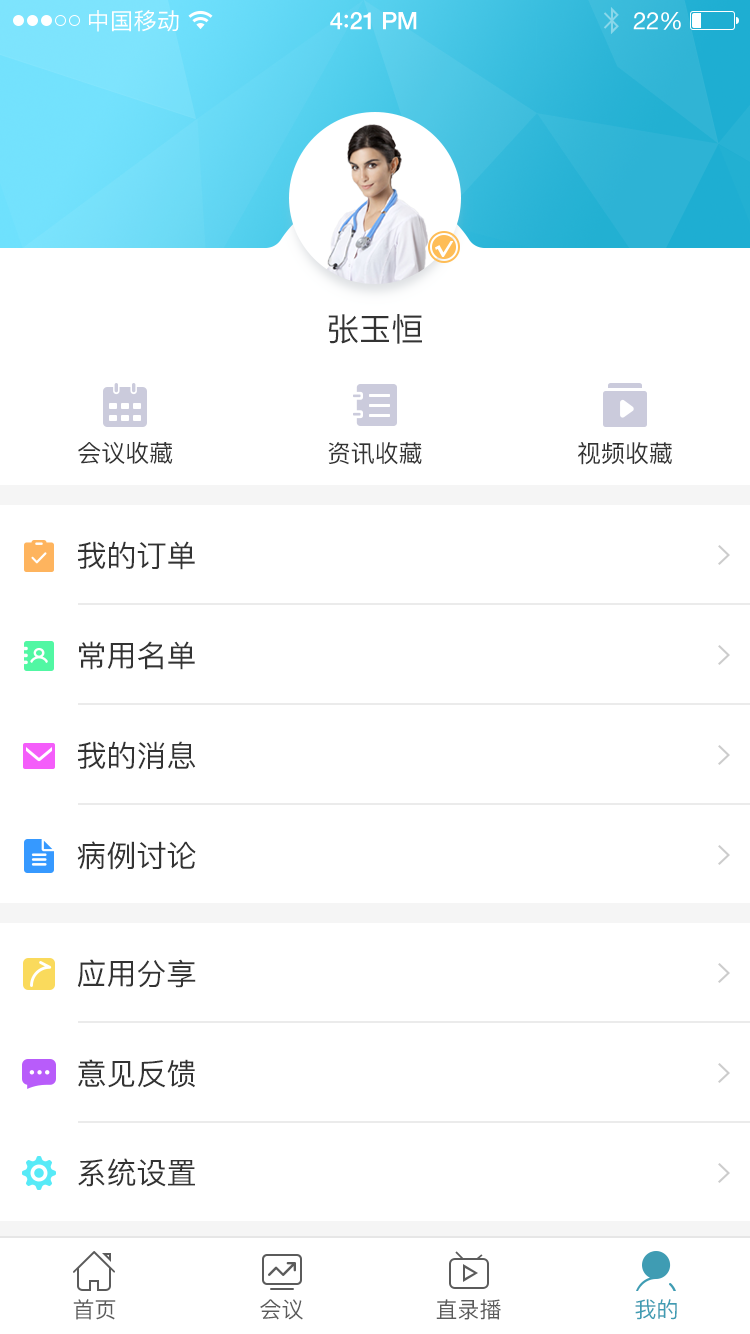 中国移动 4:21 PM 22%
张玉恒
会议收藏 资讯收藏 视频收藏
我的订单
常用名单
我的消息
病例讨论
应用分享
意见反馈
系统设置
首页 会议 直录播 我的